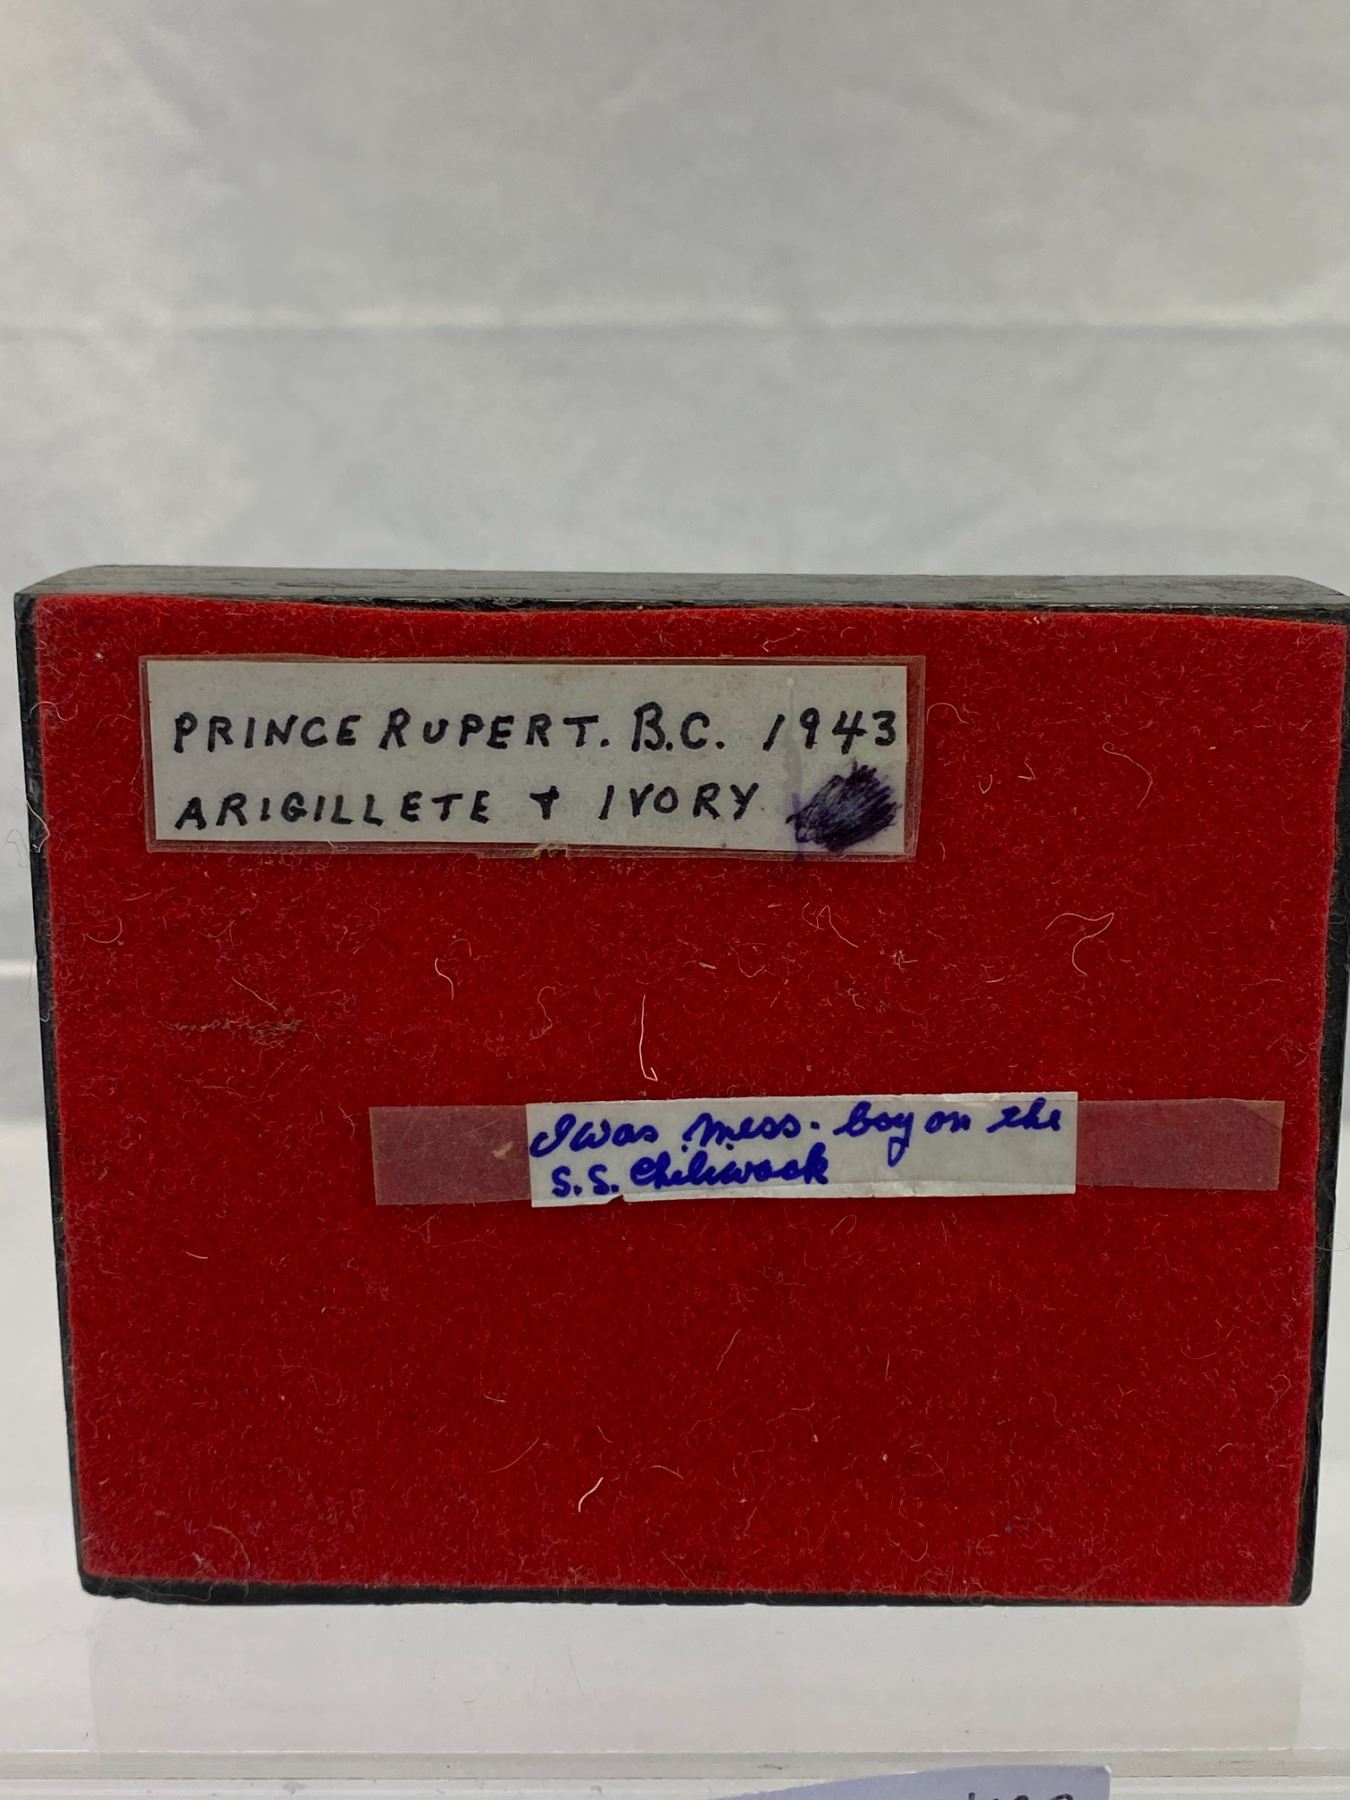 PRINCE RUPERT. B.C. 1943
ARIGILLETE + IVORY
I was mess. boy on the
S.S. Chiliwack